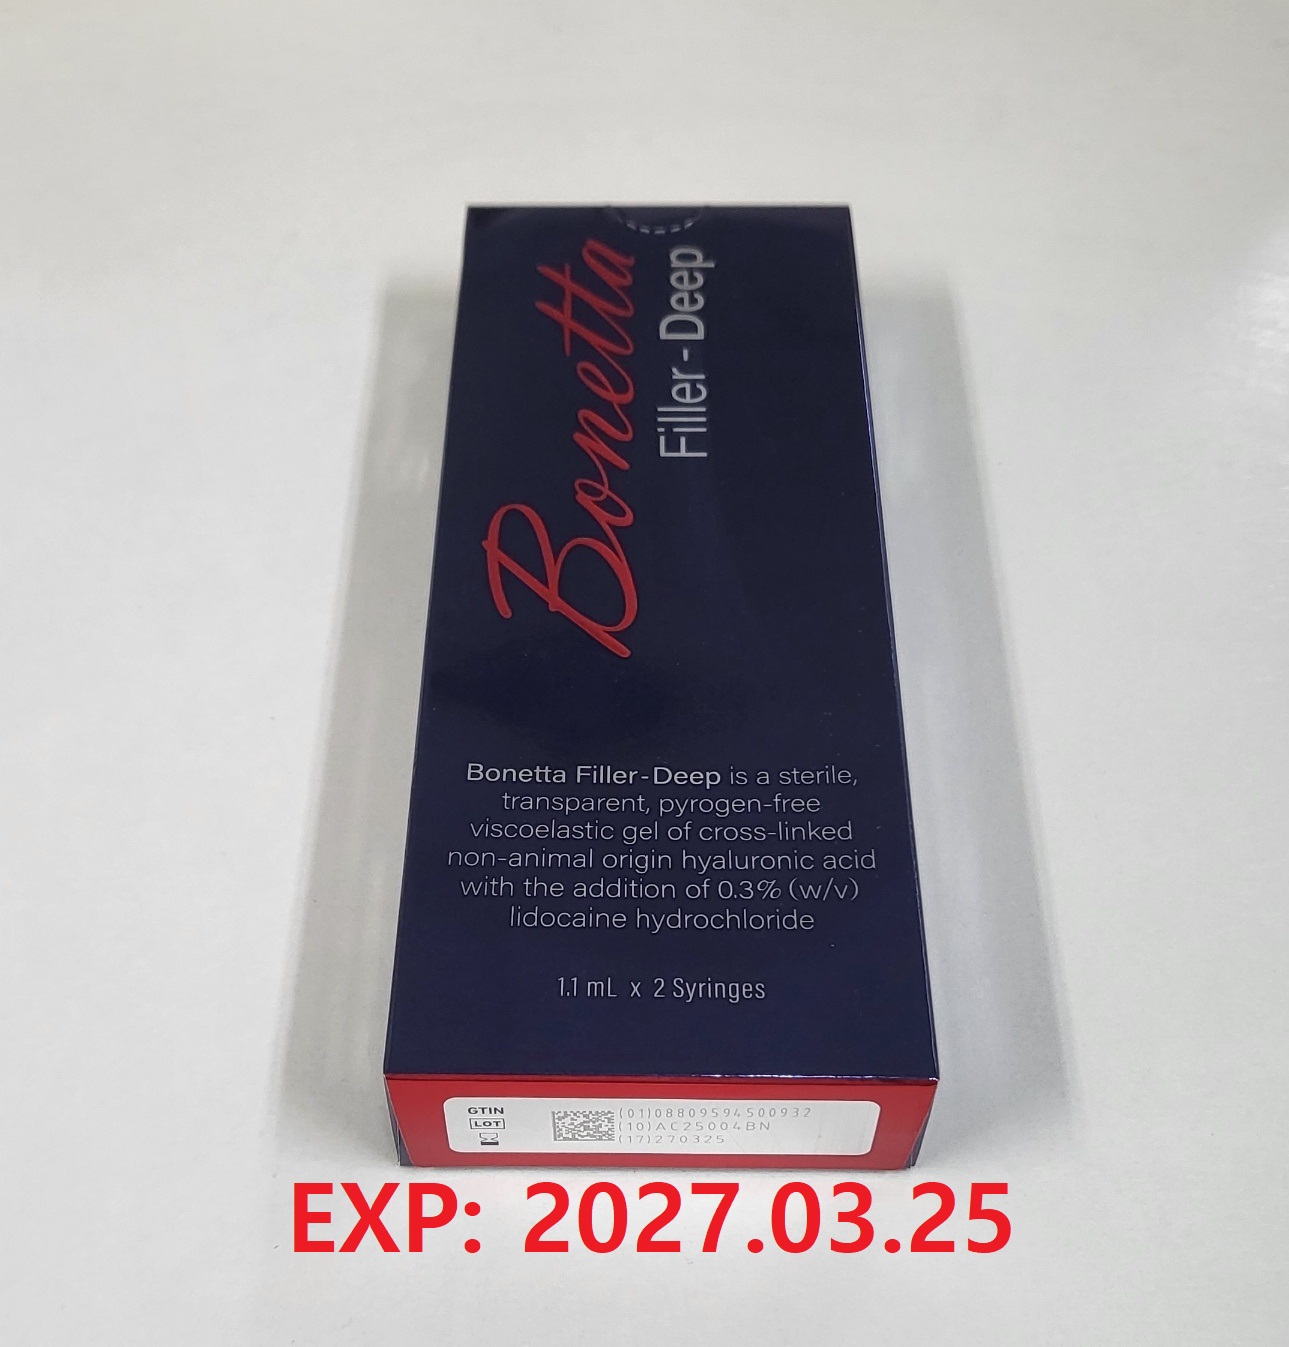 Bonetta
Filler-Deep
Bonetta Filler-Deep is a sterile,
transparent, pyrogen-free
viscoelastic gel of cross-linked
non-animal origin hyaluronic acid
with the addition of 0.3% (w/v)
lidocaine hydrochloride
1.1 mL x 2 Syringes
GTIN
LOT
(01)08809594500932
(10)AC25004BN
(17)270325
EXP: 2027.03.25